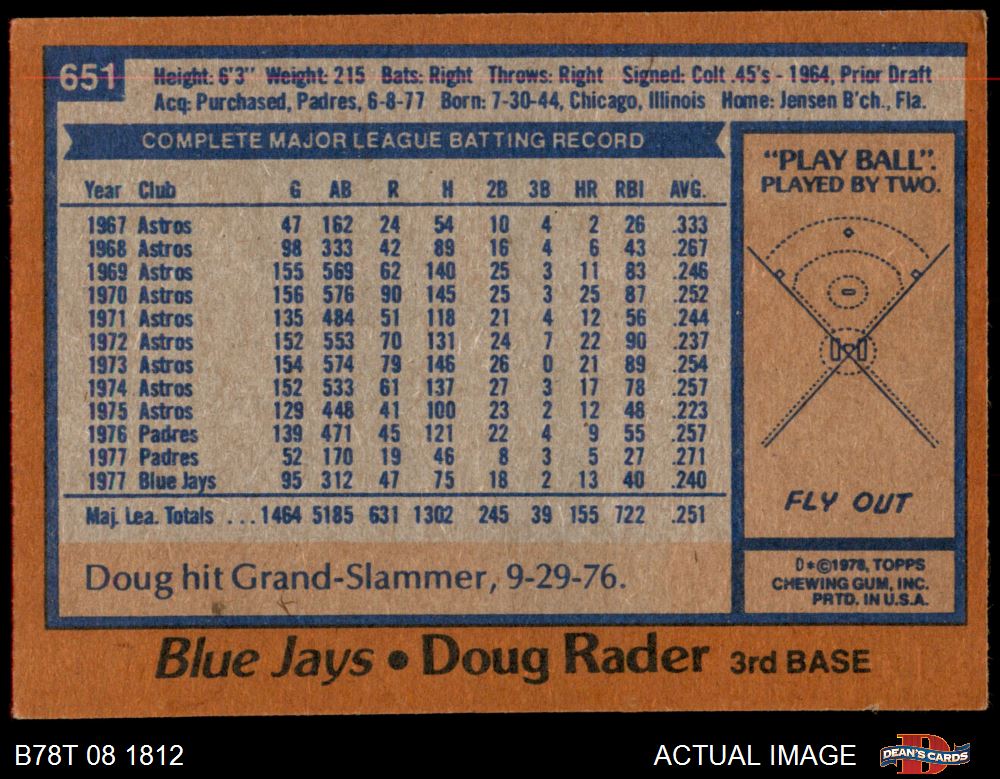 651
Height: 6'3" Weight: 215 Bats: Right Throws: Right Signed: Colt .45's - 1964, Prior Draft
Acq: Purchased, Padres, 6-8-77 Born: 7-30-44, Chicago, Illinois Home: Jensen B'ch., Fla.
COMPLETE MAJOR LEAGUE BATTING RECORD
Year Club G AB R H 2B 3B HR RBI AVG.
1967 Astros 47 162 24 54 10 4 2 26 .333
1968 Astros 98 333 42 89 16 4 6 43 .267
1969 Astros 155 569 62 140 25 3 11 83 .246
1970 Astros 156 576 90 145 25 3 25 87 .252
1971 Astros 135 484 51 118 21 4 12 56 .244
1972 Astros 152 553 70 131 24 7 22 90 .237
1973 Astros 154 574 79 146 26 0 21 89 .254
1974 Astros 152 533 61 137 27 3 17 78 .257
1975 Astros 129 448 41 100 23 2 12 48 .223
1976 Padres 139 471 45 121 22 4 9 55 .257
1977 Padres 52 170 19 46 8 3 5 27 .271
1977 Blue Jays 95 312 47 75 18 2 13 40 .240
Maj. Lea. Totals ... 1464 5185 631 1302 245 39 155 722 .251
Doug hit Grand-Slammer, 9-29-76.
"PLAY BALL".
PLAYED BY TWO.
FLY OUT
D*©1978, TOPPS
CHEWING GUM, INC.
PRTD. IN U.S.A.
Blue Jays • Doug Rader 3rd BASE
B78T 08 1812
ACTUAL IMAGE
DEAN'S CARDS